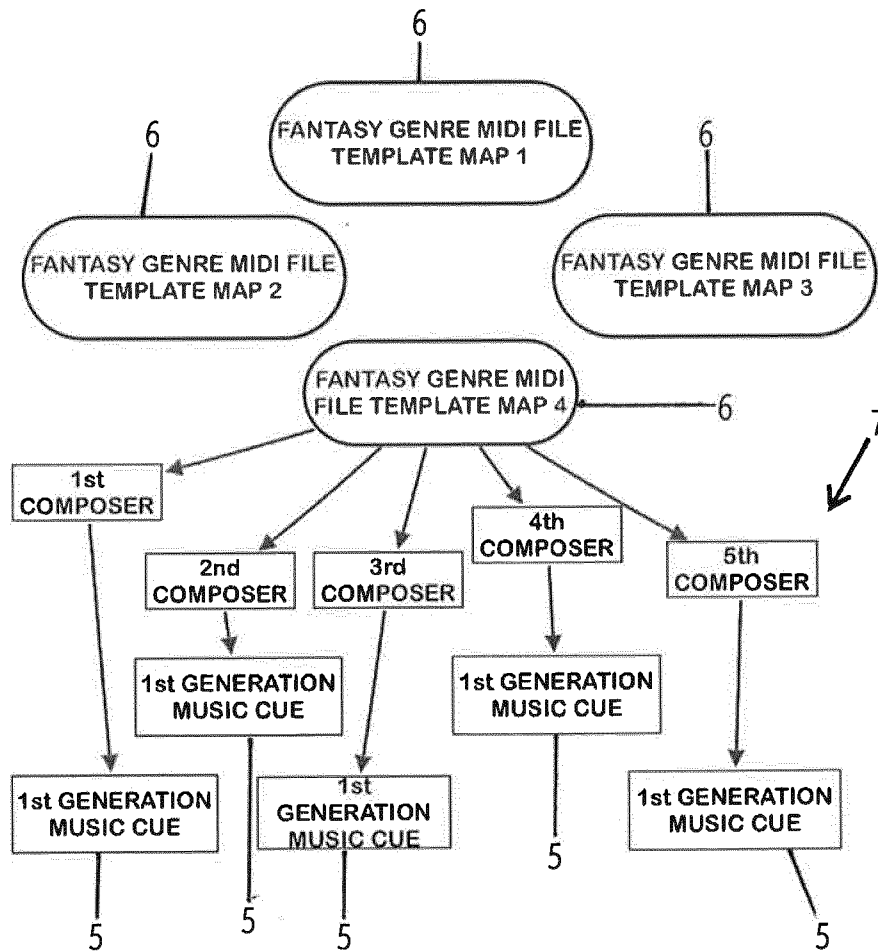 6
FANTASY GENRE MIDI FILE
TEMPLATE MAP 1
6
6
FANTASY GENRE MIDI FILE
TEMPLATE MAP 2
FANTASY GENRE MIDI FILE
TEMPLATE MAP 3
FANTASY GENRE MIDI
FILE TEMPLATE MAP 4
6
7
1st
COMPOSER
2nd
COMPOSER
3rd
COMPOSER
4th
COMPOSER
5th
COMPOSER
1st GENERATION
MUSIC CUE
1st GENERATION
MUSIC CUE
1st GENERATION
MUSIC CUE
1st
GENERATION
MUSIC CUE
1st GENERATION
MUSIC CUE
5
5
5
5
5